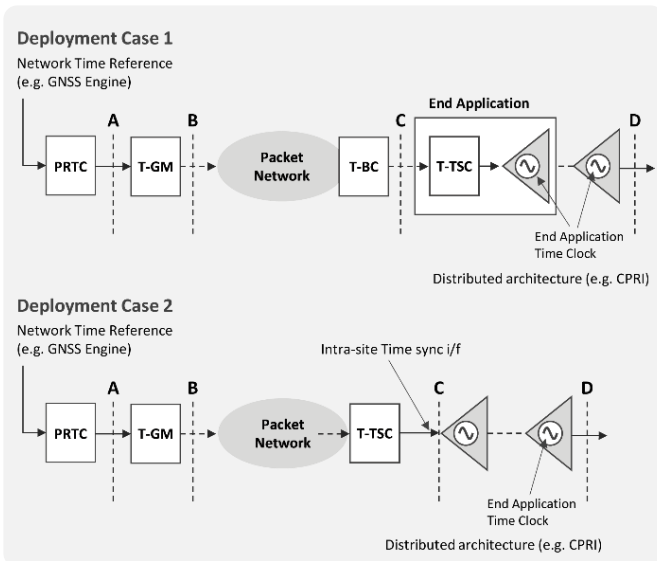 Deployment Case 1
Network Time Reference
(e.g. GNSS Engine)
A
B
C
End Application
D
PRTC
T-GM
Packet
Network
T-BC
T-TSC
End Application
Time Clock
Distributed architecture (e.g. CPRI)
Deployment Case 2
Network Time Reference
(e.g. GNSS Engine)
Intra-site Time sync i/f
A
B
C
D
PRTC
T-GM
Packet
Network
T-TSC
End Application
Time Clock
Distributed architecture (e.g. CPRI)